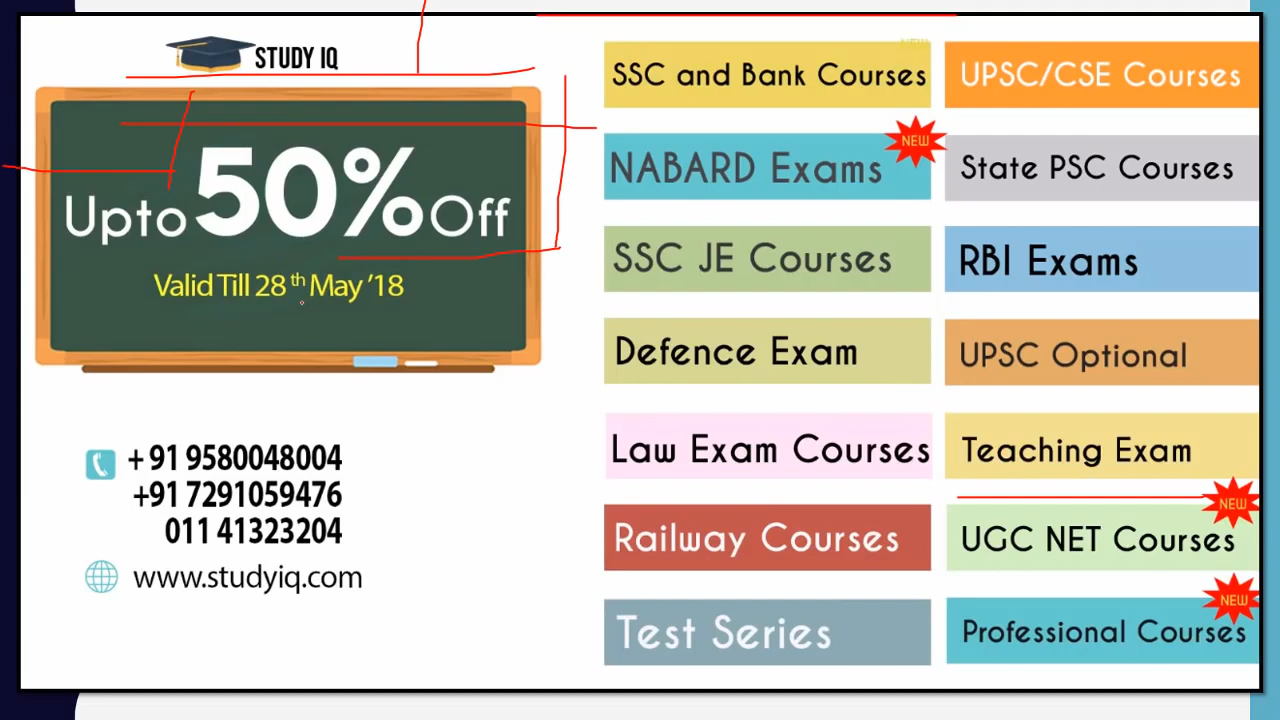 STUDY IQ
Upto 50% Off
Valid Till 28th May '18
+ 91 9580048004
+91 7291059476
011 41323204
www.studyiq.com
NEW
SSC and Bank Courses
UPSC/CSE Courses
NEW
NABARD Exams
State PSC Courses
SSC JE Courses
RBI Exams
Defence Exam
UPSC Optional
Law Exam Courses
Teaching Exam
Railway Courses
NEW
UGC NET Courses
Test Series
NEW
Professional Courses